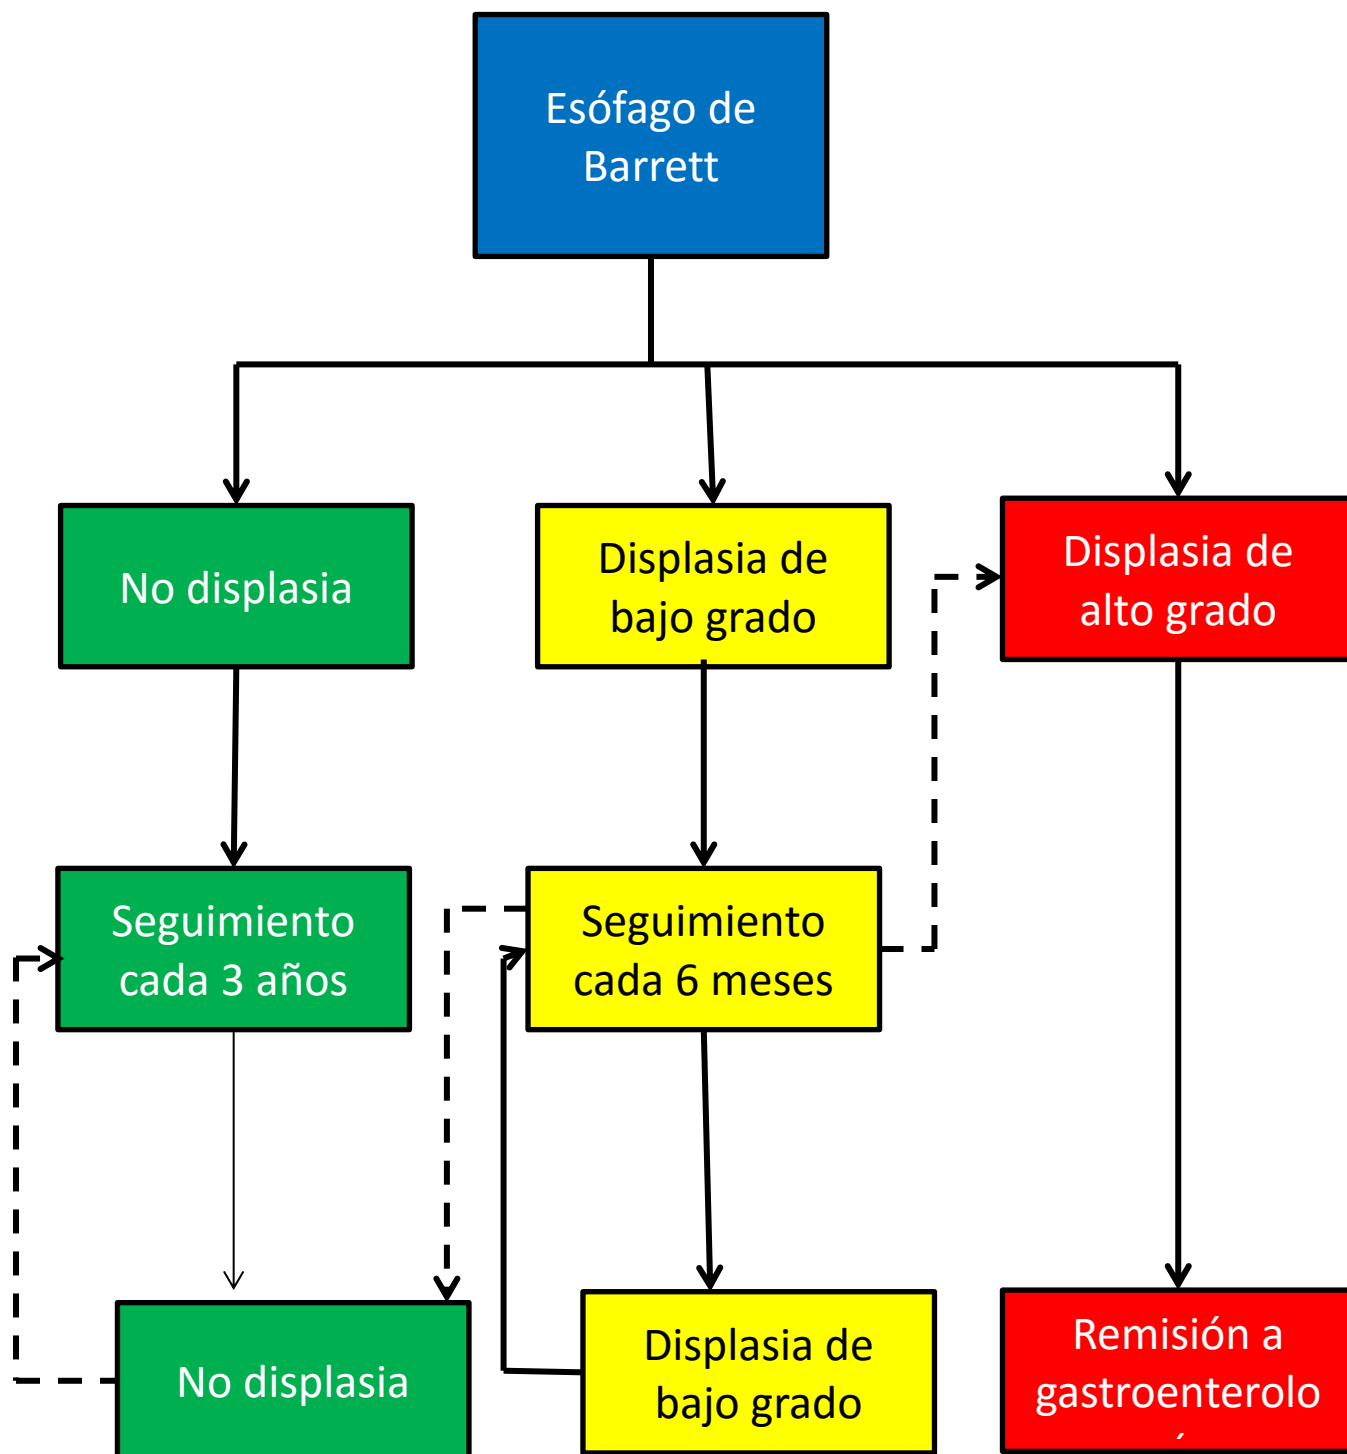 Esófago de
Barrett
No displasia
Displasia de
bajo grado
Displasia de
alto grado
Seguimiento
cada 3 años
Seguimiento
cada 6 meses
No displasia
Displasia de
bajo grado
Remisión a
gastroenterolo